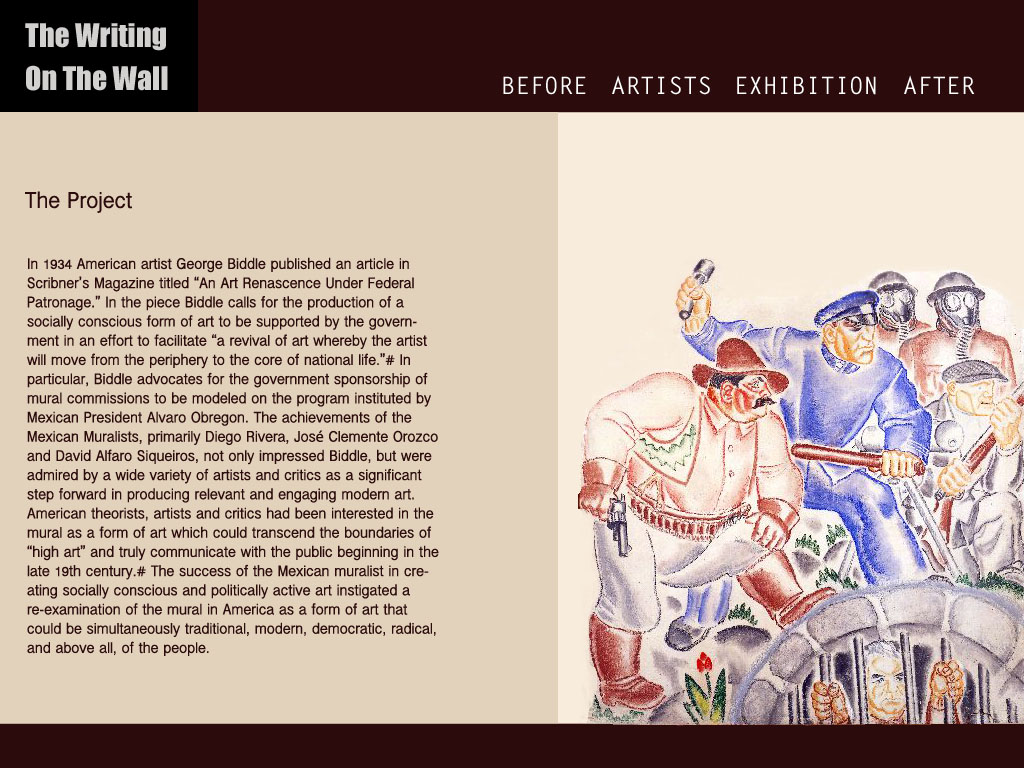 The Writing
On The Wall
BEFORE ARTISTS EXHIBITION AFTER
The Project
In 1934 American artist George Biddle published an article in
Scribner's Magazine titled “An Art Renascence Under Federal
Patronage.” In the piece Biddle calls for the production of a
socially conscious form of art to be supported by the govern-
ment in an effort to facilitate “a revival of art whereby the artist
will move from the periphery to the core of national life.”# In
particular, Biddle advocates for the government sponsorship of
mural commissions to be modeled on the program instituted by
Mexican President Alvaro Obregon. The achievements of the
Mexican Muralists, primarily Diego Rivera, José Clemente Orozco
and David Alfaro Siqueiros, not only impressed Biddle, but were
admired by a wide variety of artists and critics as a significant
step forward in producing relevant and engaging modern art.
American theorists, artists and critics had been interested in the
mural as a form of art which could transcend the boundaries of
“high art” and truly communicate with the public beginning in the
late 19th century.# The success of the Mexican muralist in cre-
ating socially conscious and politically active art instigated a
re-examination of the mural in America as a form of art that
could be simultaneously traditional, modern, democratic, radical,
and above all, of the people.